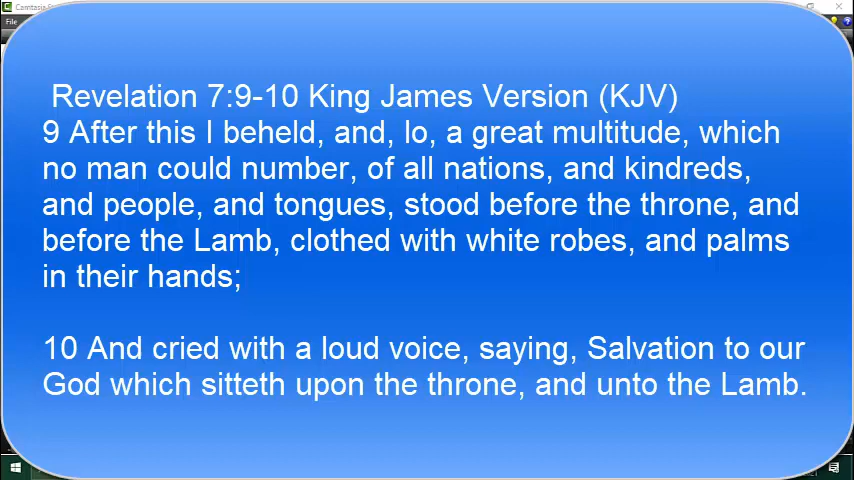 Camtasia
File
Revelation 7:9-10 King James Version (KJV)
9 After this I beheld, and, lo, a great multitude, which
no man could number, of all nations, and kindreds,
and people, and tongues, stood before the throne, and
before the Lamb, clothed with white robes, and palms
in their hands;
10 And cried with a loud voice, saying, Salvation to our
God which sitteth upon the throne, and unto the Lamb.